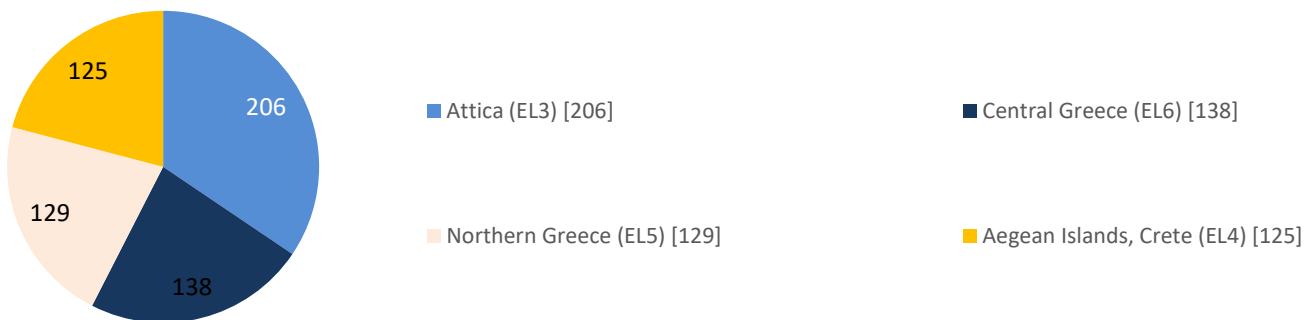 125
206
129
138
Attica (EL3) [206]
Central Greece (EL6) [138]
Northern Greece (EL5) [129]
Aegean Islands, Crete (EL4) [125]